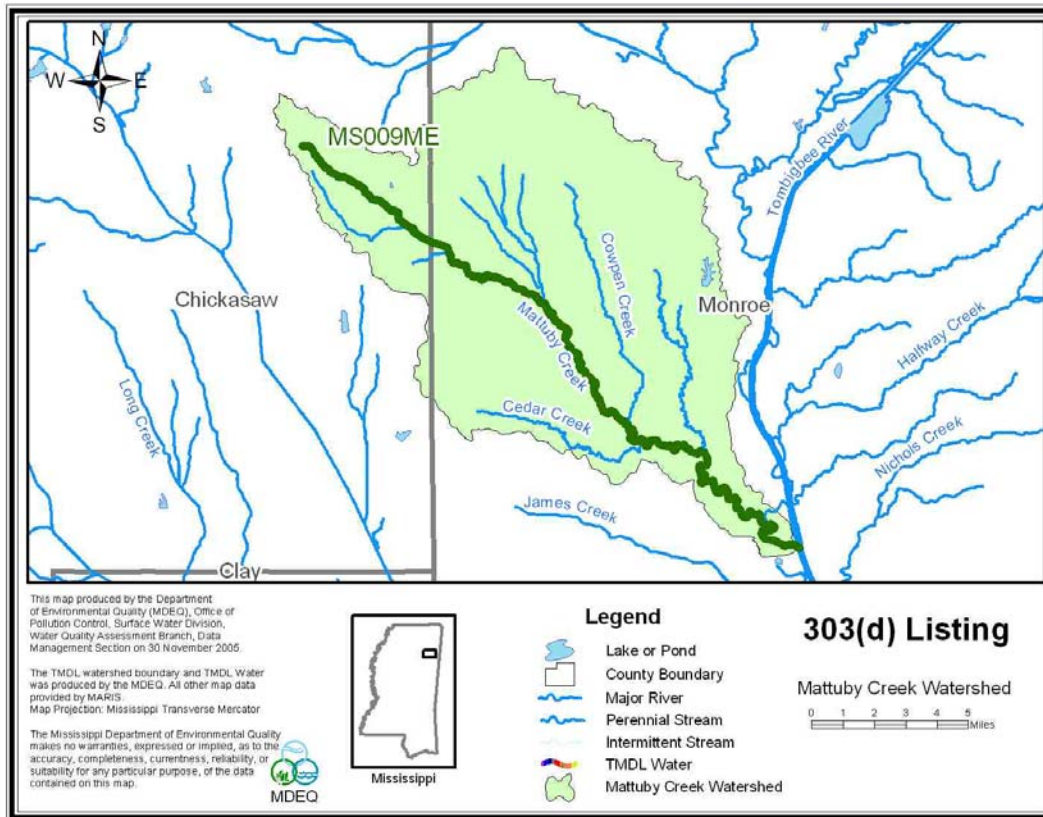 N
W E
S
MS009ME
Tombigbee River
Cowpen Creek
Chickasaw
Monroe
Mattuby Creek
Halfway Creek
Long Creek
Cedar Creek
Nichols Creek
James Creek
Clay
This map produced by the Department
of Environmental Quality (MDEQ), Office of
Pollution Control, Surface Water Division,
Water Quality Assessment Branch, Data
Management Section on 30 November 2005.
The TMDL watershed boundary and TMDL Water
was produced by the MDEQ. All other map data
provided by MARIS.
Map Projection: Mississippi Transverse Mercator
The Mississippi Department of Environmental Quality
makes no warranties, expressed or implied, as to the
accuracy, completeness, currentness, reliability, or
suitability for any particular purpose, of the data
contained on this map.
MDEQ
Mississippi
Legend
Lake or Pond
County Boundary
Major River
Perennial Stream
Intermittent Stream
TMDL Water
Mattuby Creek Watershed
303(d) Listing
Mattuby Creek Watershed
0 1 2 3 4 5
Miles